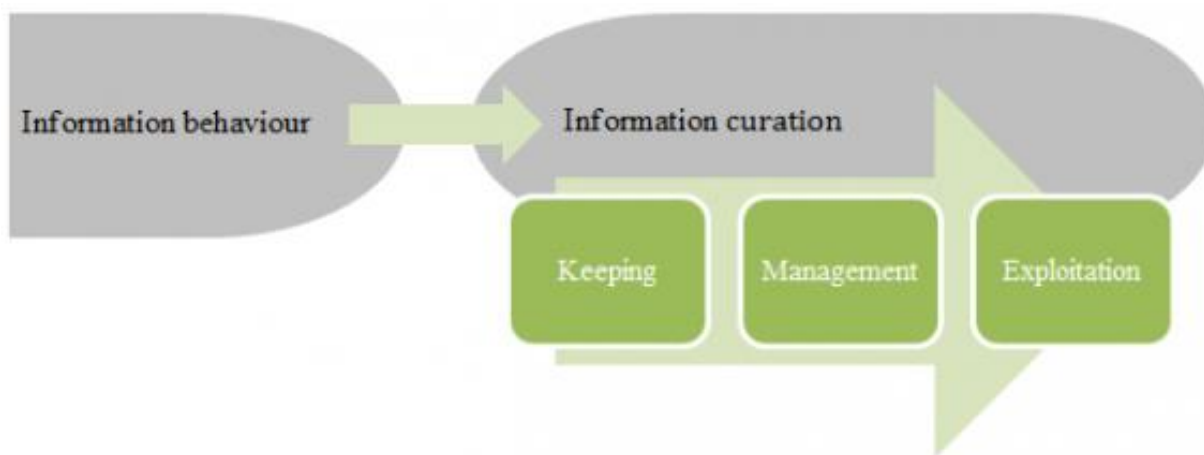 Information behaviour
Information curation
Keeping
Management
Exploitation